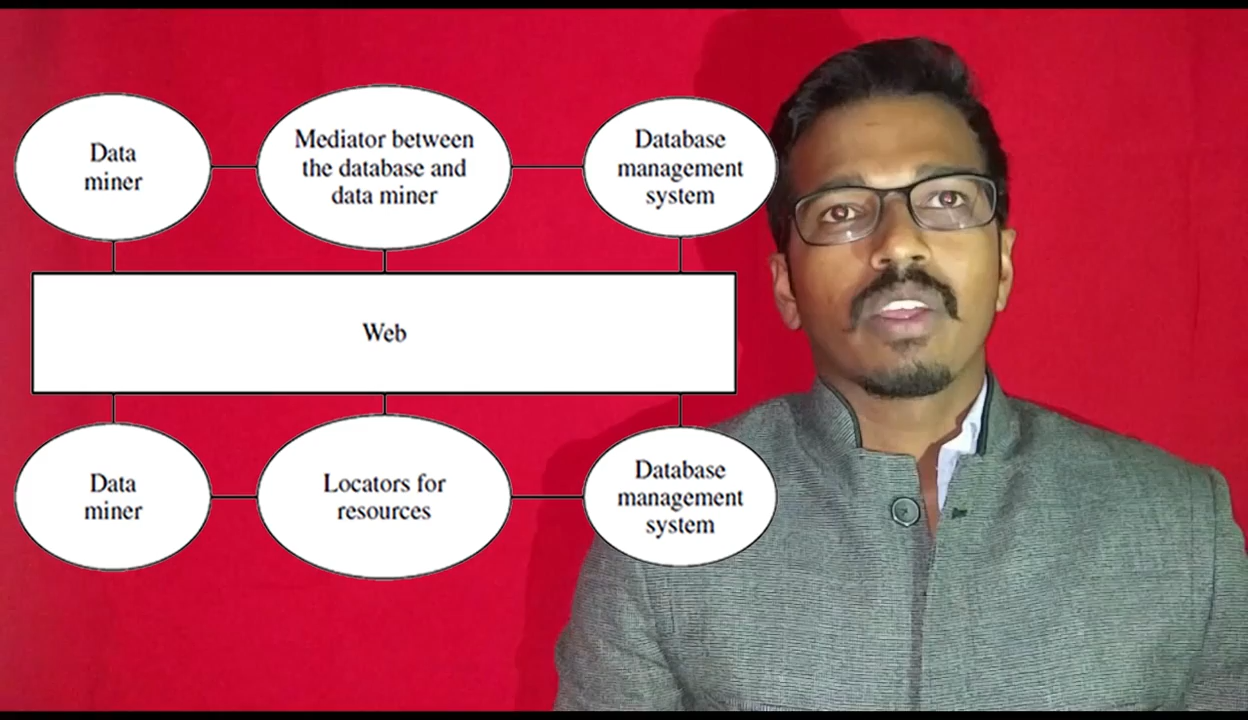 Data
miner
Mediator between
the database and
data miner
Database
management
system
Web
Data
miner
Locators for
resources
Database
management
system